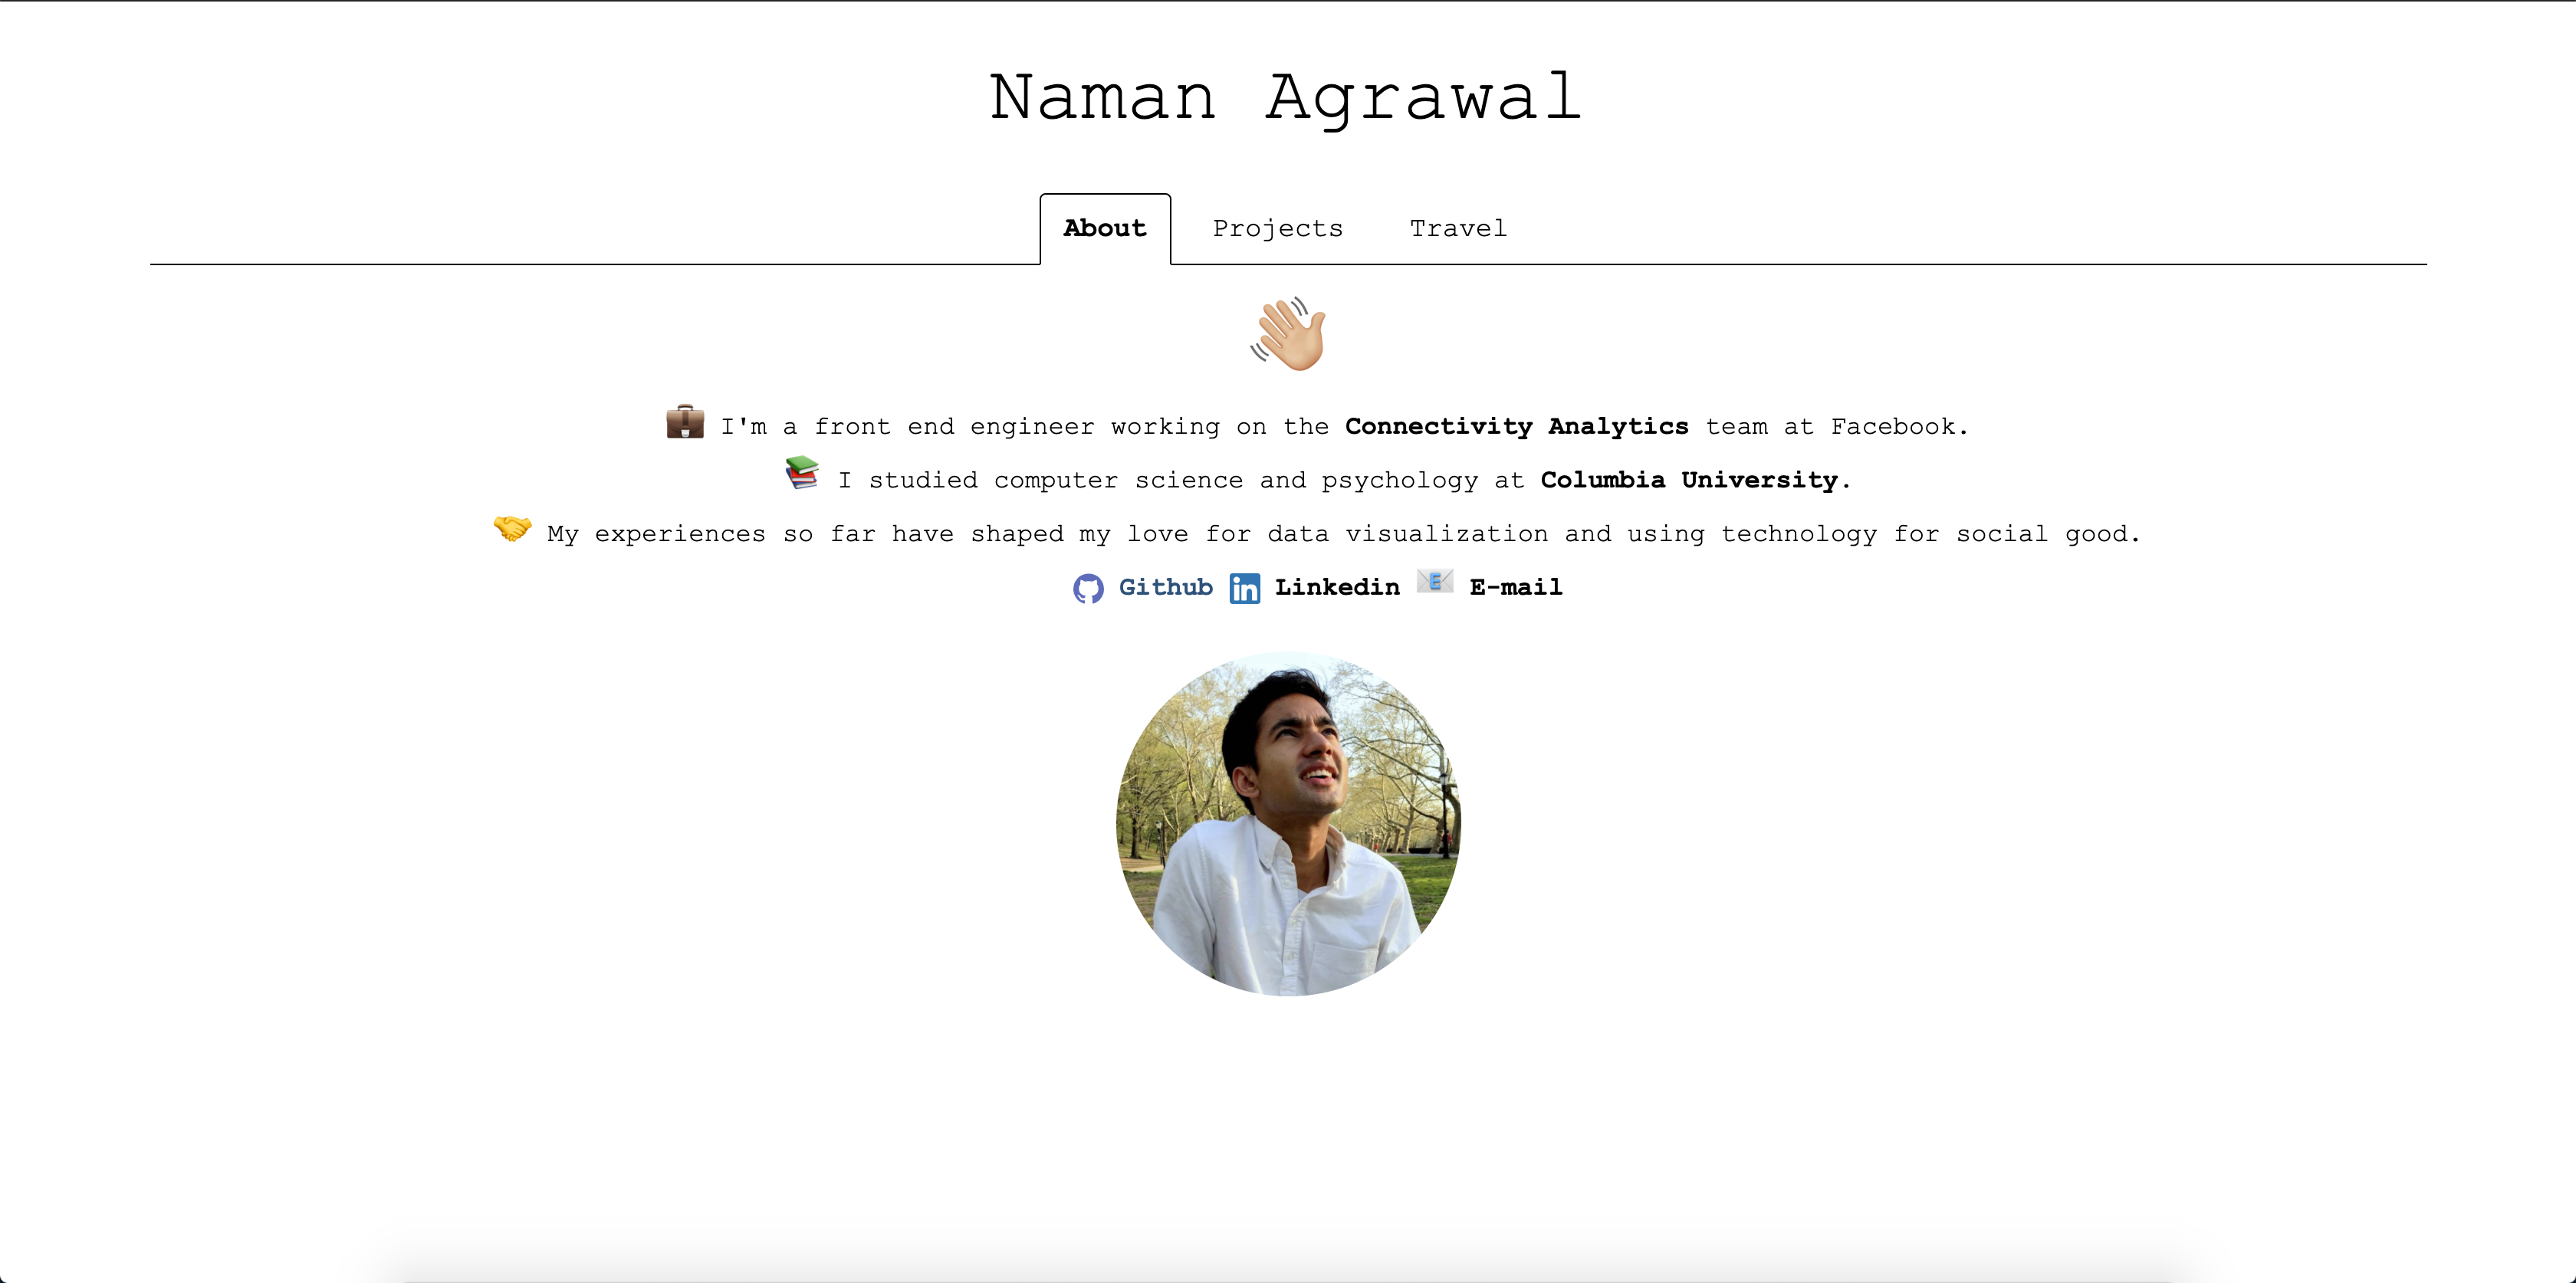 Naman Agrawal
About Projects Travel
I'm a front end engineer working on the Connectivity Analytics team at Facebook.
I studied computer science and psychology at Columbia University.
My experiences so far have shaped my love for data visualization and using technology for social good.
Github in Linkedin E E-mail